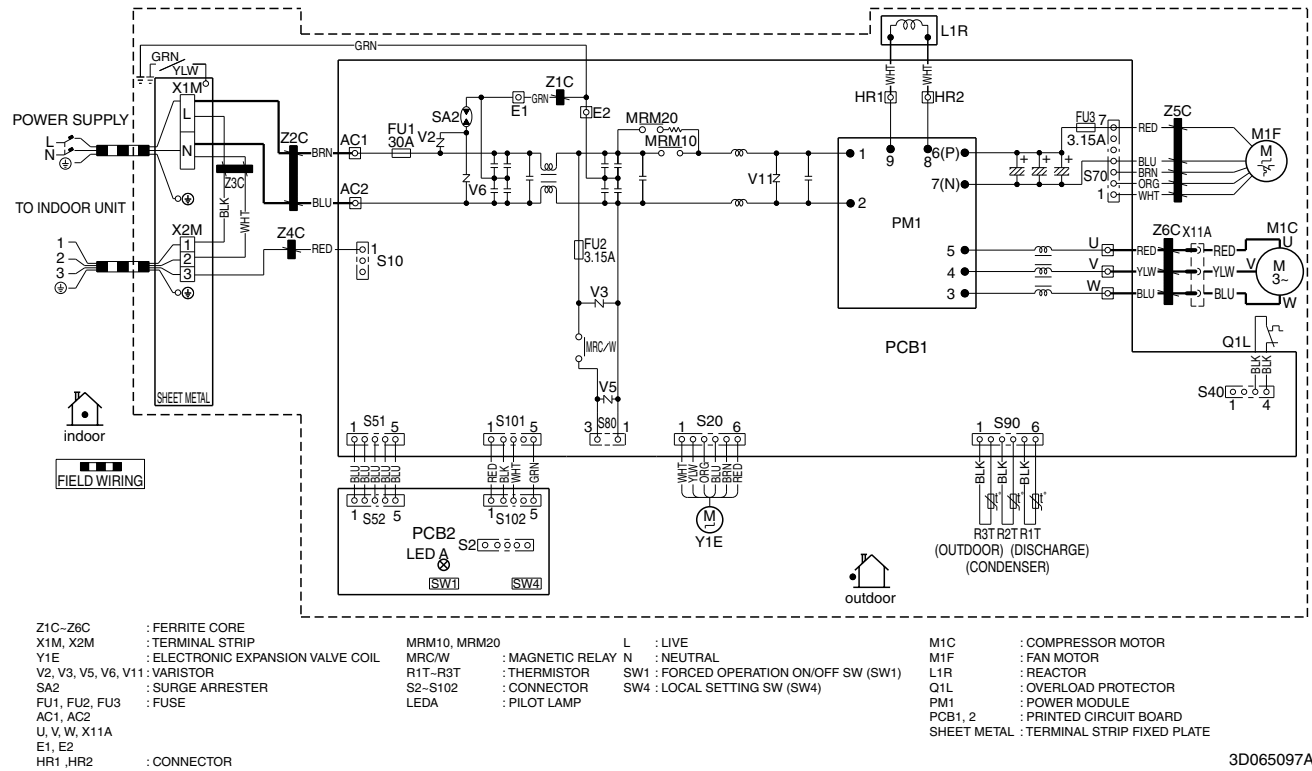 L1R
GRN
GRN
YLW
WHT
WHT
X1M
Z1C
L
SA2
GRN
E1
E2
HR1
HR2
POWER SUPPLY
L
N
N
Z2C
BRN
AC1
FU1
30A
V2
MRM20
MRM10
FU3
3.15A
7
RED
Z5C
M1F
M
Z3C
V6
V11
1
9
8
6(P)
7(N)
BLU
BRN
ORG
WHT
S70
1
BLU
AC2
2
PM1
TO INDOOR UNIT
BLK
WHT
X2M
1
2
3
1
2
3
Z4C
RED
1
S10
FU2
3.15A
5
4
3
U
V
W
RED
YLW
BLU
Z6C
X11A
RED
YLW
BLU
M1C
U
V
W
M
3~
V3
MRC/W
PCB1
Q1L
BLK
BLK
V5
S40
1
4
SHEET METAL
indoor
FIELD WIRING
1
S51
5
1
S101
5
3
S80
1
1
S20
6
1
S90
6
BLU
BLU
BLU
BLU
BLU
RED
BLK
WHT
GRN
WHT
YLW
ORG
BLU
BRN
RED
BLK
BLK
BLK
t°
t°
t°
1
S52
5
1
S102
5
PCB2
S2
LED A
SW1
SW4
M
Y1E
R3T R2T R1T
(OUTDOOR) (DISCHARGE)
(CONDENSER)
outdoor
Z1C~Z6C : FERRITE CORE
X1M, X2M : TERMINAL STRIP
Y1E : ELECTRONIC EXPANSION VALVE COIL
V2, V3, V5, V6, V11 : VARISTOR
SA2 : SURGE ARRESTER
FU1, FU2, FU3 : FUSE
AC1, AC2
U, V, W, X11A
E1, E2
HR1 ,HR2 : CONNECTOR
MRM10, MRM20
MRC/W : MAGNETIC RELAY
R1T~R3T : THERMISTOR
S2~S102 : CONNECTOR
LEDA : PILOT LAMP
L : LIVE
N : NEUTRAL
SW1 : FORCED OPERATION ON/OFF SW (SW1)
SW4 : LOCAL SETTING SW (SW4)
M1C : COMPRESSOR MOTOR
M1F : FAN MOTOR
L1R : REACTOR
Q1L : OVERLOAD PROTECTOR
PM1 : POWER MODULE
PCB1, 2 : PRINTED CIRCUIT BOARD
SHEET METAL : TERMINAL STRIP FIXED PLATE
3D065097A